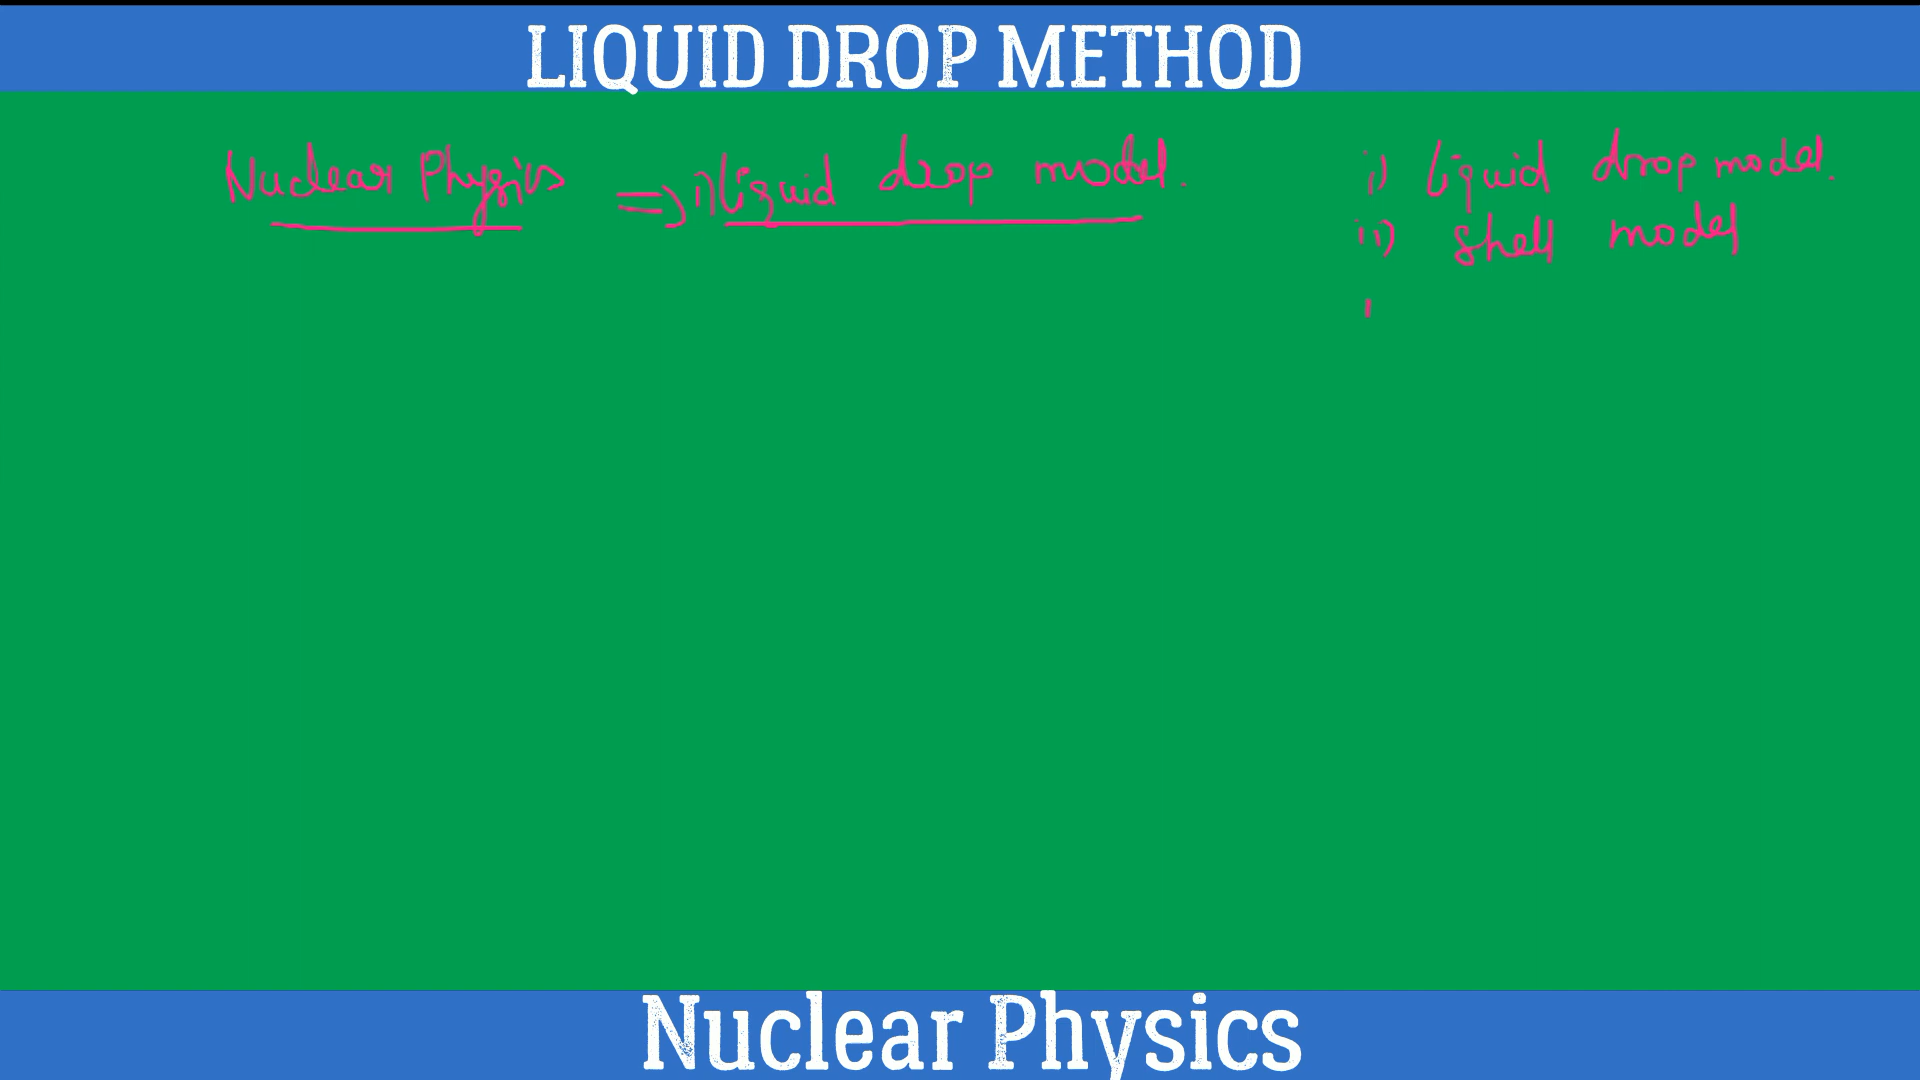 LIQUID DROP METHOD
Nuclear Physics => i) Liquid drop model.
i) Liquid drop model.
ii) Shell model
Nuclear Physics